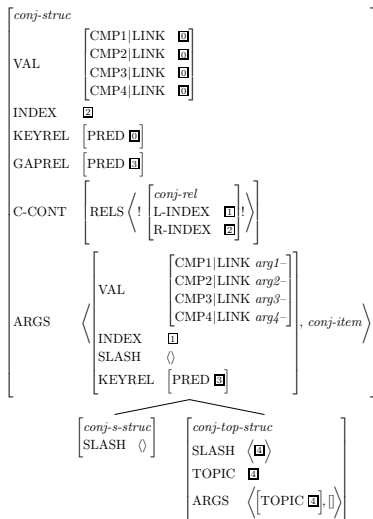 conj-struc
VAL [CMP1|LINK 0
CMP2|LINK 0
CMP3|LINK 0
CMP4|LINK 0]
INDEX 2
KEYREL [PRED 0]
GAPREL [PRED 3]
C-CONT [RELS ⟨! [conj-rel
L-INDEX 1
R-INDEX 2] !⟩]
ARGS ⟨[VAL [CMP1|LINK arg1–
CMP2|LINK arg2–
CMP3|LINK arg3–
CMP4|LINK arg4–]
INDEX 1
SLASH ⟨⟩
KEYREL [PRED 3]], conj-item⟩
[conj-s-struc
SLASH ⟨⟩]
[conj-top-struc
SLASH ⟨4⟩
TOPIC 4
ARGS ⟨[TOPIC 4],[]⟩]